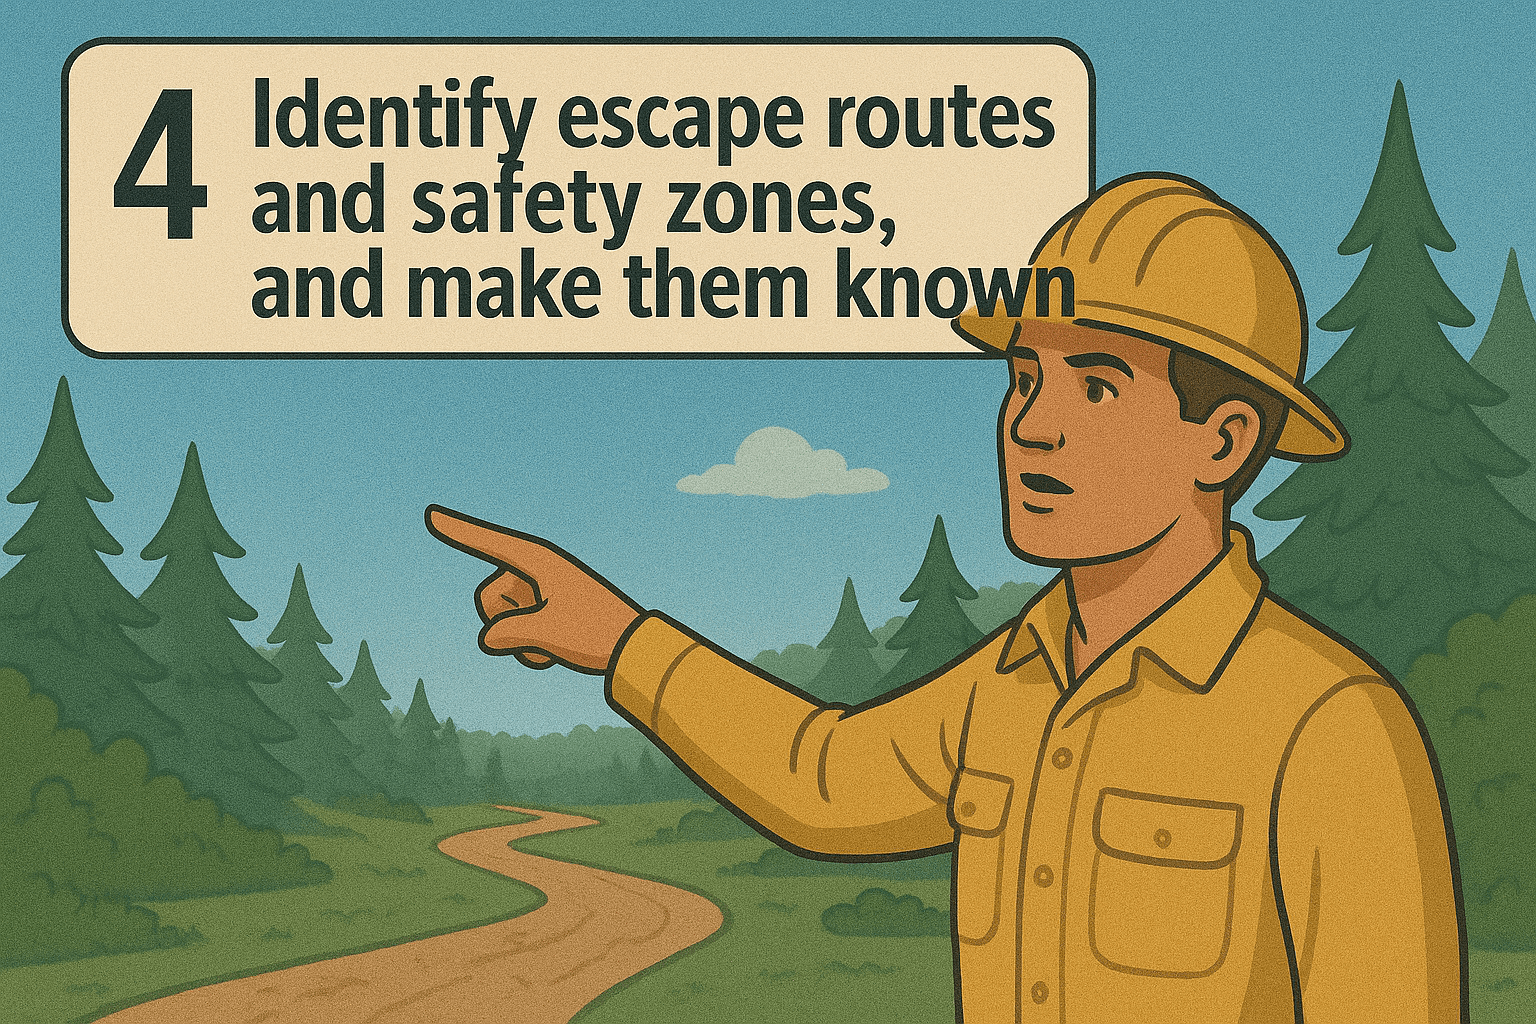 4 Identify escape routes
and safety zones,
and make them known